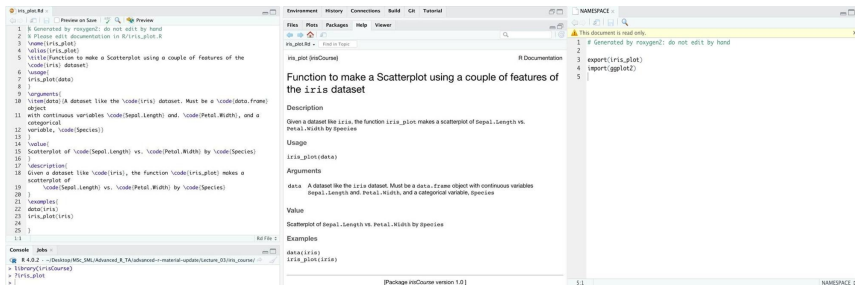 iris_plot.Rd
Preview on Save
Preview
1 % Generated by roxygen2: do not edit by hand
2 % Please edit documentation in R/iris_plot.R
3 \name{iris_plot}
4 \alias{iris_plot}
5 \title{Function to make a Scatterplot using a couple of features of the
\code{iris} dataset}
6 \usage{
7 iris_plot(data)
8 }
9 \arguments{
10 \item{data}{A dataset like the \code{iris} dataset. Must be a \code{data.frame}
object
11 with continuous variables \code{Sepal.Length} and. \code{Petal.Width}, and a
categorical
12 variable, \code{Species}}
13 }
14 \value{
15 Scatterplot of \code{Sepal.Length} vs. \code{Petal.Width} by \code{Species}
16 }
17 \description{
18 Given a dataset like \code{iris}, the function \code{iris_plot} makes a
scatterplot of
19 \code{Sepal.Length} vs. \code{Petal.Width} by \code{Species}
20 }
21 \examples{
22 data(iris)
23 iris_plot(iris)
24
25 }
1:1
Rd File
Console Jobs
R 4.0.2 · ~/Desktop/MSc_SML/Advanced_R_TA/advanced-r-material-update/Lecture_03/iris_course/
> library(irisCourse)
> ?iris_plot
>
Environment History Connections Build Git Tutorial
Files Plots Packages Help Viewer
iris_plot.Rd
Find in Topic
iris_plot {irisCourse}
R Documentation
Function to make a Scatterplot using a couple of features of
the iris dataset
Description
Given a dataset like iris, the function iris_plot makes a scatterplot of Sepal.Length vs.
Petal.Width by Species
Usage
iris_plot(data)
Arguments
data A dataset like the iris dataset. Must be a data.frame object with continuous variables
Sepal.Length and. Petal.Width, and a categorical variable, Species
Value
Scatterplot of Sepal.Length vs. Petal.Width by Species
Examples
data(iris)
iris_plot(iris)
[Package irisCourse version 1.0 ]
NAMESPACE
This document is read only.
1 # Generated by roxygen2: do not edit by hand
2
3 export(iris_plot)
4 import(ggplot2)
5
5:1
NAMESPACE